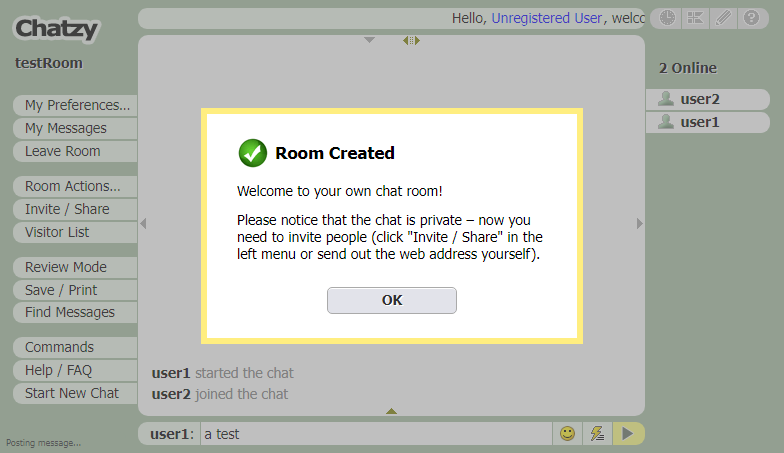 Chatzy
Hello, Unregistered User, welco
testRoom
2 Online
user2
user1
My Preferences...
My Messages
Leave Room
Room Actions...
Invite / Share
Visitor List
Review Mode
Save / Print
Find Messages
Commands
Help / FAQ
Start New Chat
Room Created
Welcome to your own chat room!
Please notice that the chat is private – now you
need to invite people (click "Invite / Share" in the
left menu or send out the web address yourself).
OK
user1 started the chat
user2 joined the chat
user1: a test
Posting message...